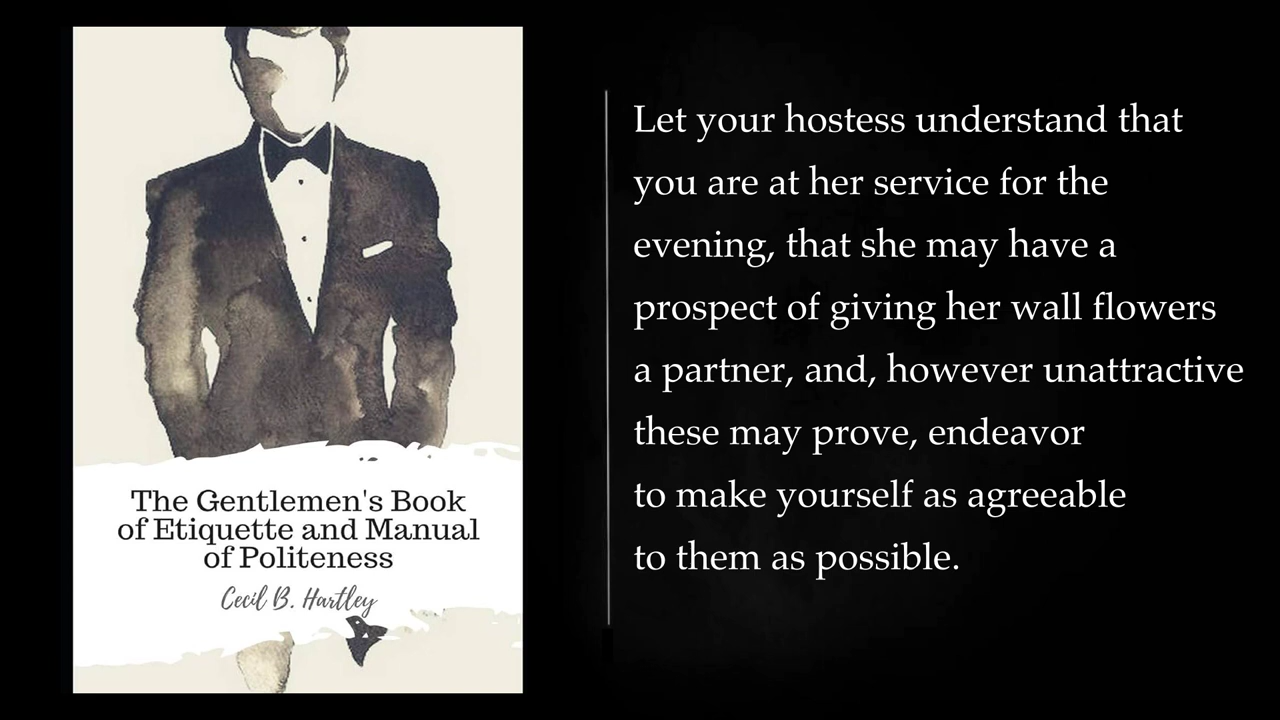 The Gentlemen's Book
of Etiquette and Manual
of Politeness
Cecil B. Hartley
Let your hostess understand that
you are at her service for the
evening, that she may have a
prospect of giving her wall flowers
a partner, and, however unattractive
these may prove, endeavor
to make yourself as agreeable
to them as possible.